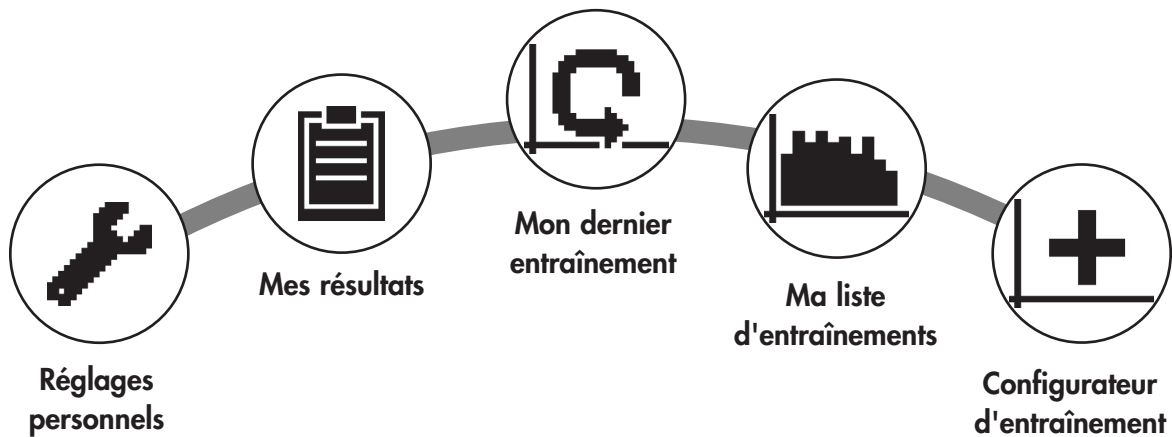 Réglages
personnels
Mes résultats
Mon dernier
entraînement
Ma liste
d'entraînements
Configurateur
d'entraînement